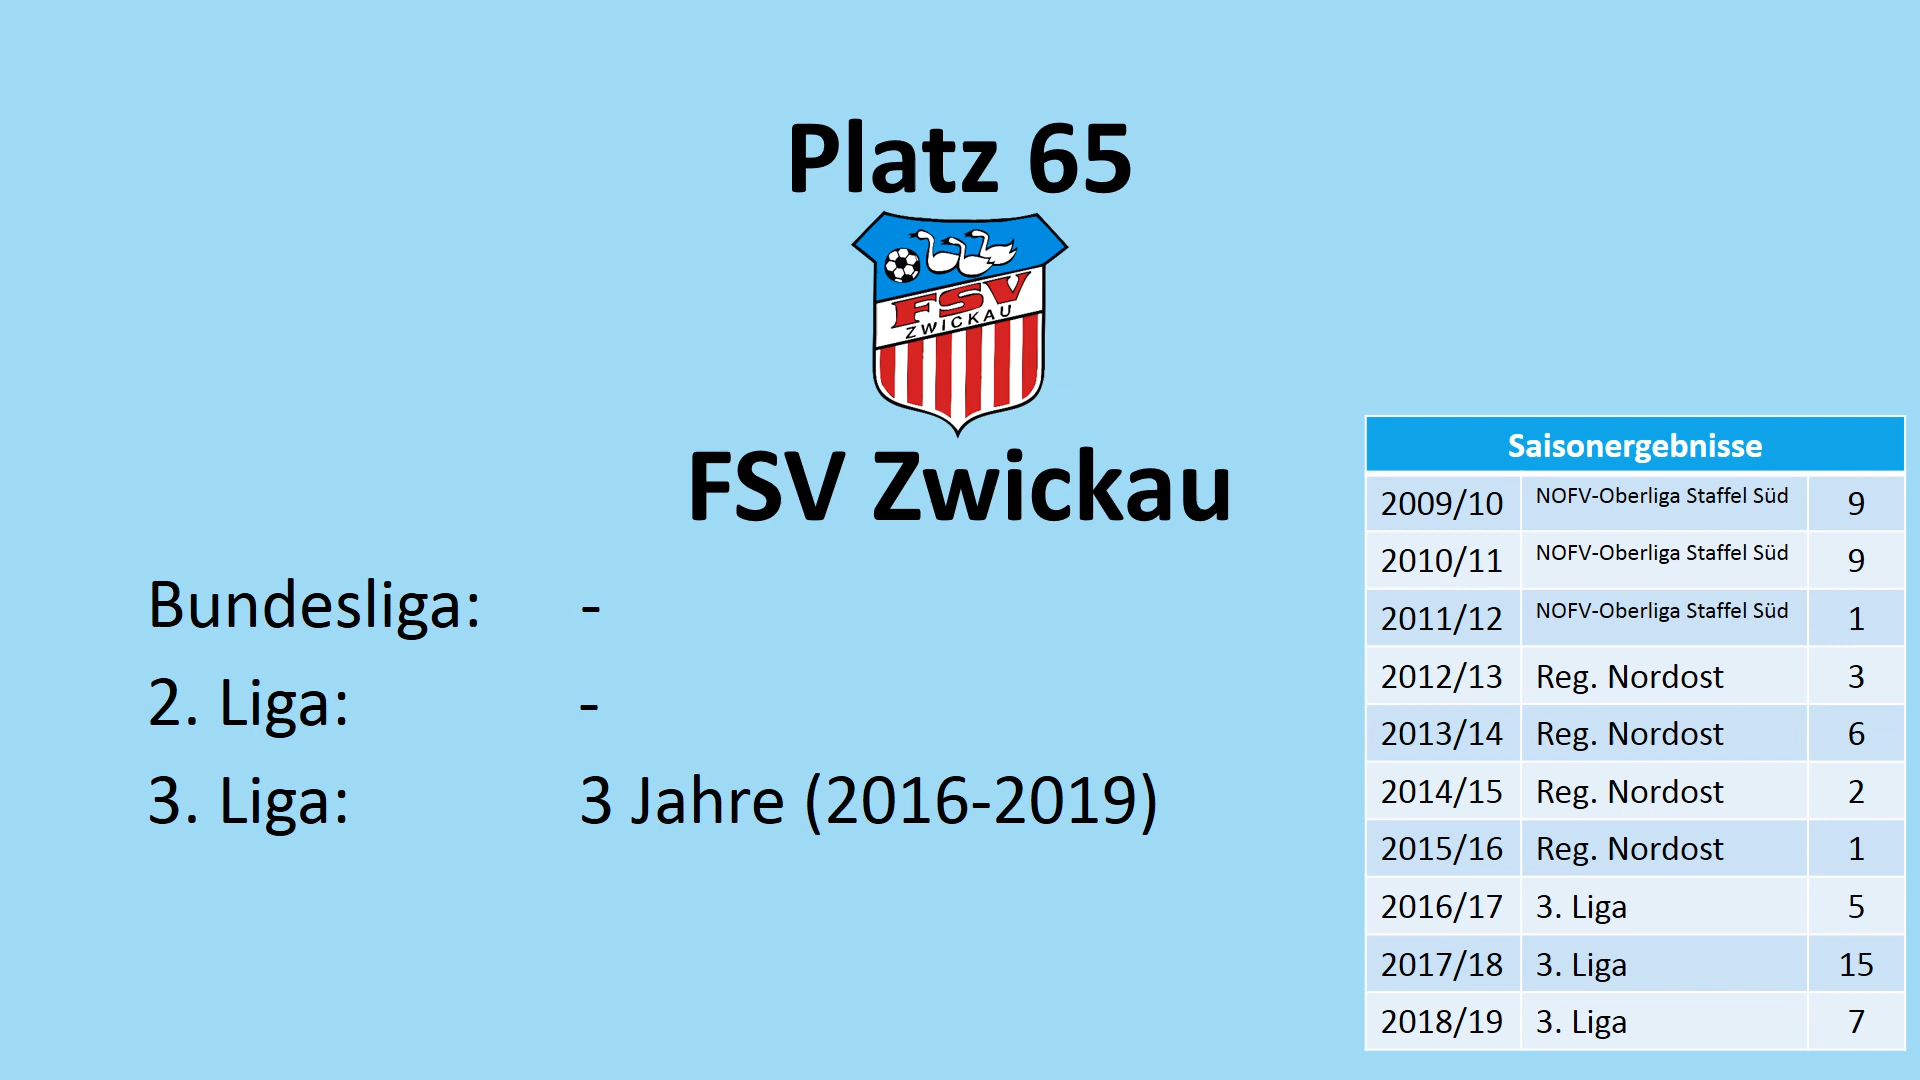 Platz 65
FSV
ZWICKAU
FSV Zwickau
Bundesliga: -
2. Liga: -
3. Liga: 3 Jahre (2016-2019)
Saisonergebnisse
2009/10 NOFV-Oberliga Staffel Süd 9
2010/11 NOFV-Oberliga Staffel Süd 9
2011/12 NOFV-Oberliga Staffel Süd 1
2012/13 Reg. Nordost 3
2013/14 Reg. Nordost 6
2014/15 Reg. Nordost 2
2015/16 Reg. Nordost 1
2016/17 3. Liga 5
2017/18 3. Liga 15
2018/19 3. Liga 7